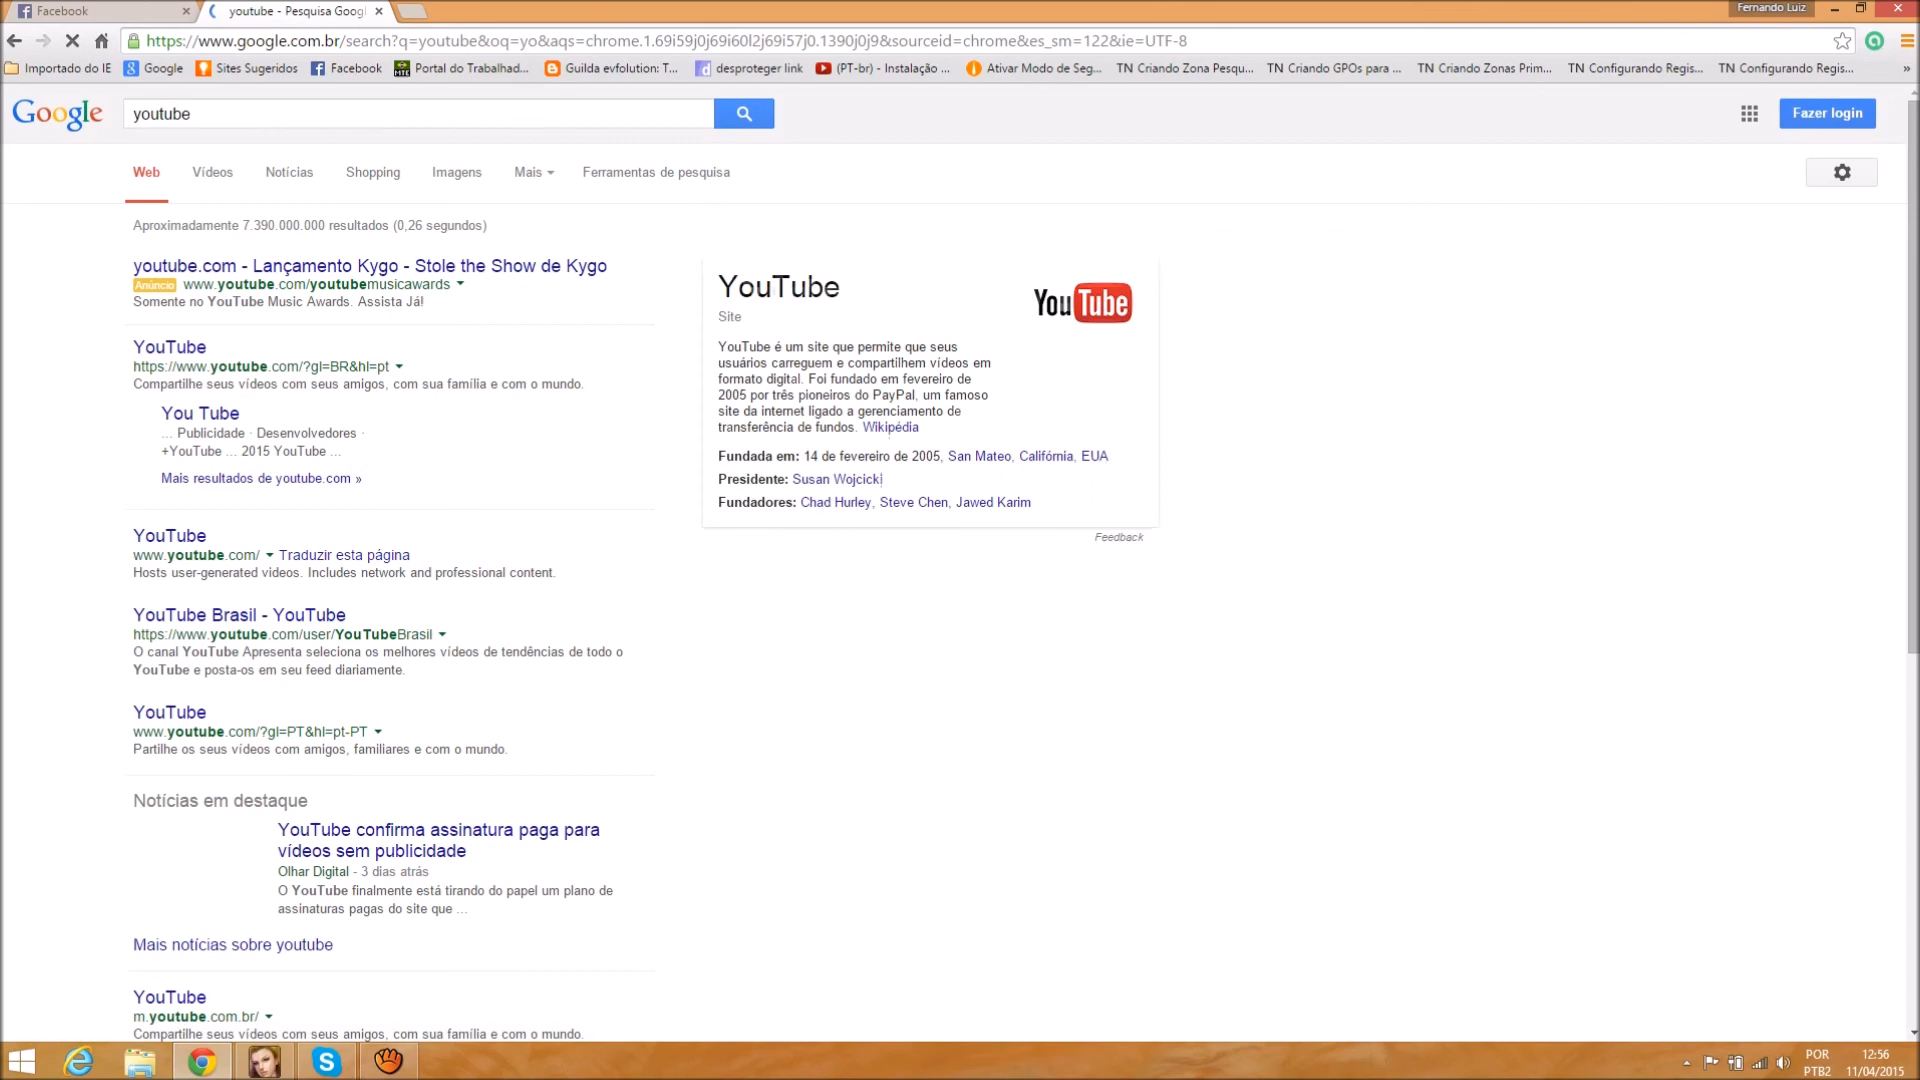 Facebook
youtube - Pesquisa Googl
Fernando Luiz
https://www.google.com.br/search?q=youtube&oq=yo&aqs=chrome.1.69i59j0j69i60l2j69i57j0.1390j0j9&sourceid=chrome&es_sm=122&ie=UTF-8
Importado do IE
Google
Sites Sugeridos
Facebook
MTE
Portal do Trabalhad...
Guilda evfolution: T...
desproteger link
(PT-br) - Instalação ...
Ativar Modo de Seg...
TN Criando Zona Pesqu...
TN Criando GPOs para ...
TN Criando Zonas Prim...
TN Configurando Regis...
TN Configurando Regis...
»
Google
youtube
Fazer login
Web
Vídeos
Notícias
Shopping
Imagens
Mais
Ferramentas de pesquisa
Aproximadamente 7.390.000.000 resultados (0,26 segundos)
youtube.com - Lançamento Kygo - Stole the Show de Kygo
Anúncio www.youtube.com/youtubemusicawards
Somente no YouTube Music Awards. Assista Já!
YouTube
https://www.youtube.com/?gl=BR&hl=pt
Compartilhe seus vídeos com seus amigos, com sua família e com o mundo.
You Tube
... Publicidade · Desenvolvedores ·
+YouTube ... 2015 YouTube ...
Mais resultados de youtube.com »
YouTube
www.youtube.com/ Traduzir esta página
Hosts user-generated videos. Includes network and professional content.
YouTube Brasil - YouTube
https://www.youtube.com/user/YouTubeBrasil
O canal YouTube Apresenta seleciona os melhores vídeos de tendências de todo o
YouTube e posta-os em seu feed diariamente.
YouTube
www.youtube.com/?gl=PT&hl=pt-PT
Partilhe os seus vídeos com amigos, familiares e com o mundo.
Notícias em destaque
YouTube confirma assinatura paga para
vídeos sem publicidade
Olhar Digital - 3 dias atrás
O YouTube finalmente está tirando do papel um plano de
assinaturas pagas do site que ...
Mais notícias sobre youtube
YouTube
m.youtube.com.br/
Compartilhe seus vídeos com seus amigos, com sua família e com o mundo.
YouTube
Site
YouTube
YouTube é um site que permite que seus
usuários carreguem e compartilhem vídeos em
formato digital. Foi fundado em fevereiro de
2005 por três pioneiros do PayPal, um famoso
site da internet ligado a gerenciamento de
transferência de fundos. Wikipédia
Fundada em: 14 de fevereiro de 2005, San Mateo, Califórnia, EUA
Presidente: Susan Wojcicki
Fundadores: Chad Hurley, Steve Chen, Jawed Karim
Feedback
POR
PTB2
12:56
11/04/2015